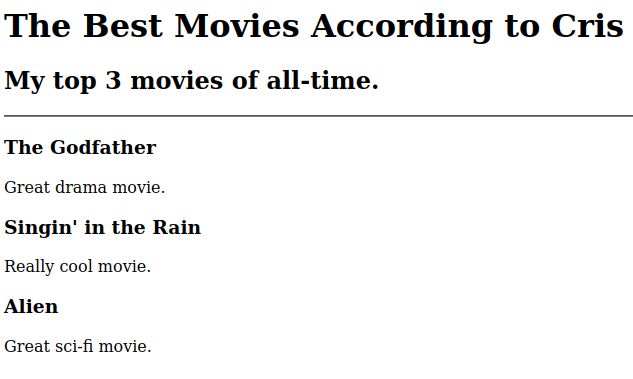 The Best Movies According to Cris
My top 3 movies of all-time.
The Godfather
Great drama movie.
Singin' in the Rain
Really cool movie.
Alien
Great sci-fi movie.